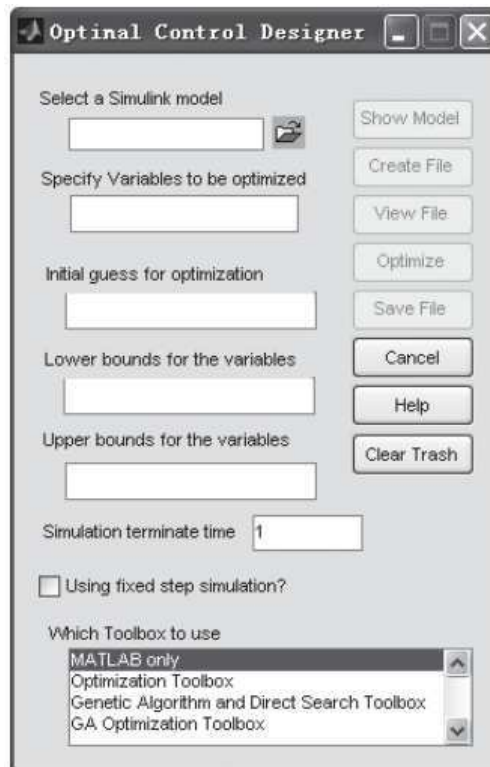 Optinal Control Designer
Select a Simulink model
Show Model
Create File
Specify Variables to be optimized
View File
Optimize
Initial guess for optimization
Save File
Lower bounds for the variables
Cancel
Help
Upper bounds for the variables
Clear Trash
Simulation terminate time 1
Using fixed step simulation?
Which Toolbox to use
MATLAB only
Optimization Toolbox
Genetic Algorithm and Direct Search Toolbox
GA Optimization Toolbox